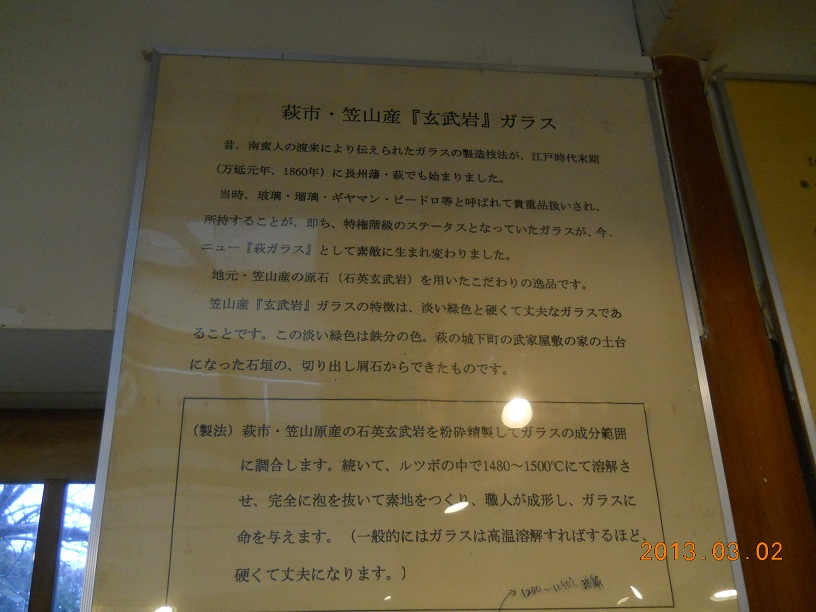 萩市・笠山産『玄武岩』ガラス
昔、南蛮人の渡来により伝えられたガラスの製造技法が、江戸時代末期
（万延元年、1860年）に長州藩・萩でも始まりました。
当時、玻璃・瑠璃・ギヤマン・ビードロ等と呼ばれて貴重品扱いされ、
所持することが、即ち、特権階級のステータスとなっていたガラスが、今、
ニュー『萩ガラス』として素敵に生まれ変わりました。
地元・笠山産の原石（石英玄武岩）を用いたこだわりの逸品です。
笠山産『玄武岩』ガラスの特徴は、淡い緑色と硬くて丈夫なガラスであ
ることです。この淡い緑色は鉄分の色。萩の城下町の武家屋敷の家の土台
になった石垣の、切り出し屑石からできたものです。
（製法）萩市・笠山原産の石英玄武岩を粉砕精製してガラスの成分範囲
に調合します。続いて、ルツボの中で1480～1500℃にて溶解さ
せ、完全に泡を抜いて素地をつくり、職人が成形し、ガラスに
命を与えます。（一般的にはガラスは高温溶解すればするほど、
硬くて丈夫になります。）
2013.03.02